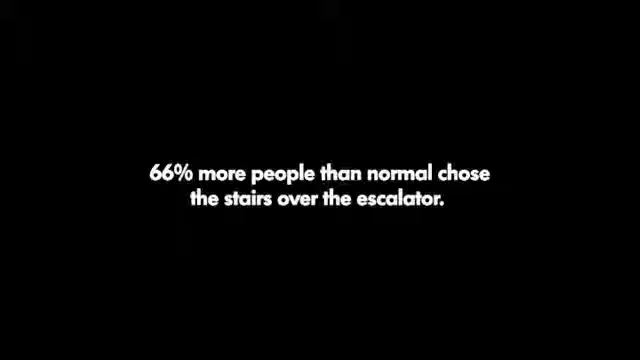 66% more people than normal chose
the stairs over the escalator.